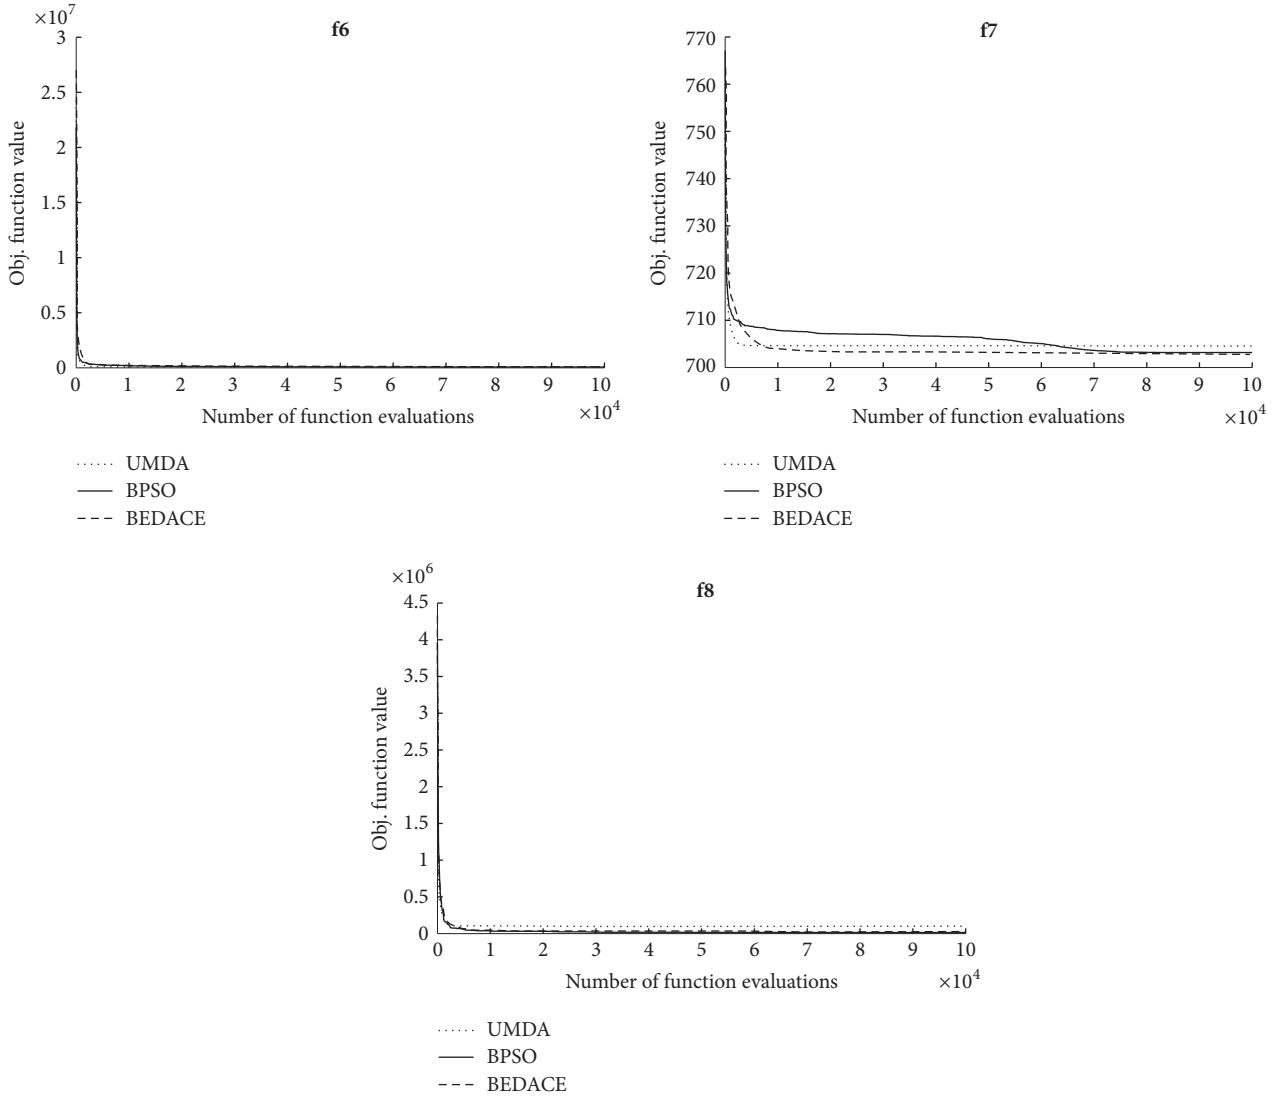 f6
×10^7
3
2.5
2
1.5
1
0.5
0
Obj. function value
0 1 2 3 4 5 6 7 8 9 10
×10^4
Number of function evaluations
UMDA
BPSO
BEDACE
f7
770
760
750
740
730
720
710
700
Obj. function value
0 1 2 3 4 5 6 7 8 9 10
×10^4
Number of function evaluations
UMDA
BPSO
BEDACE
f8
×10^6
4.5
4
3.5
3
2.5
2
1.5
1
0.5
0
Obj. function value
0 1 2 3 4 5 6 7 8 9 10
×10^4
Number of function evaluations
UMDA
BPSO
BEDACE